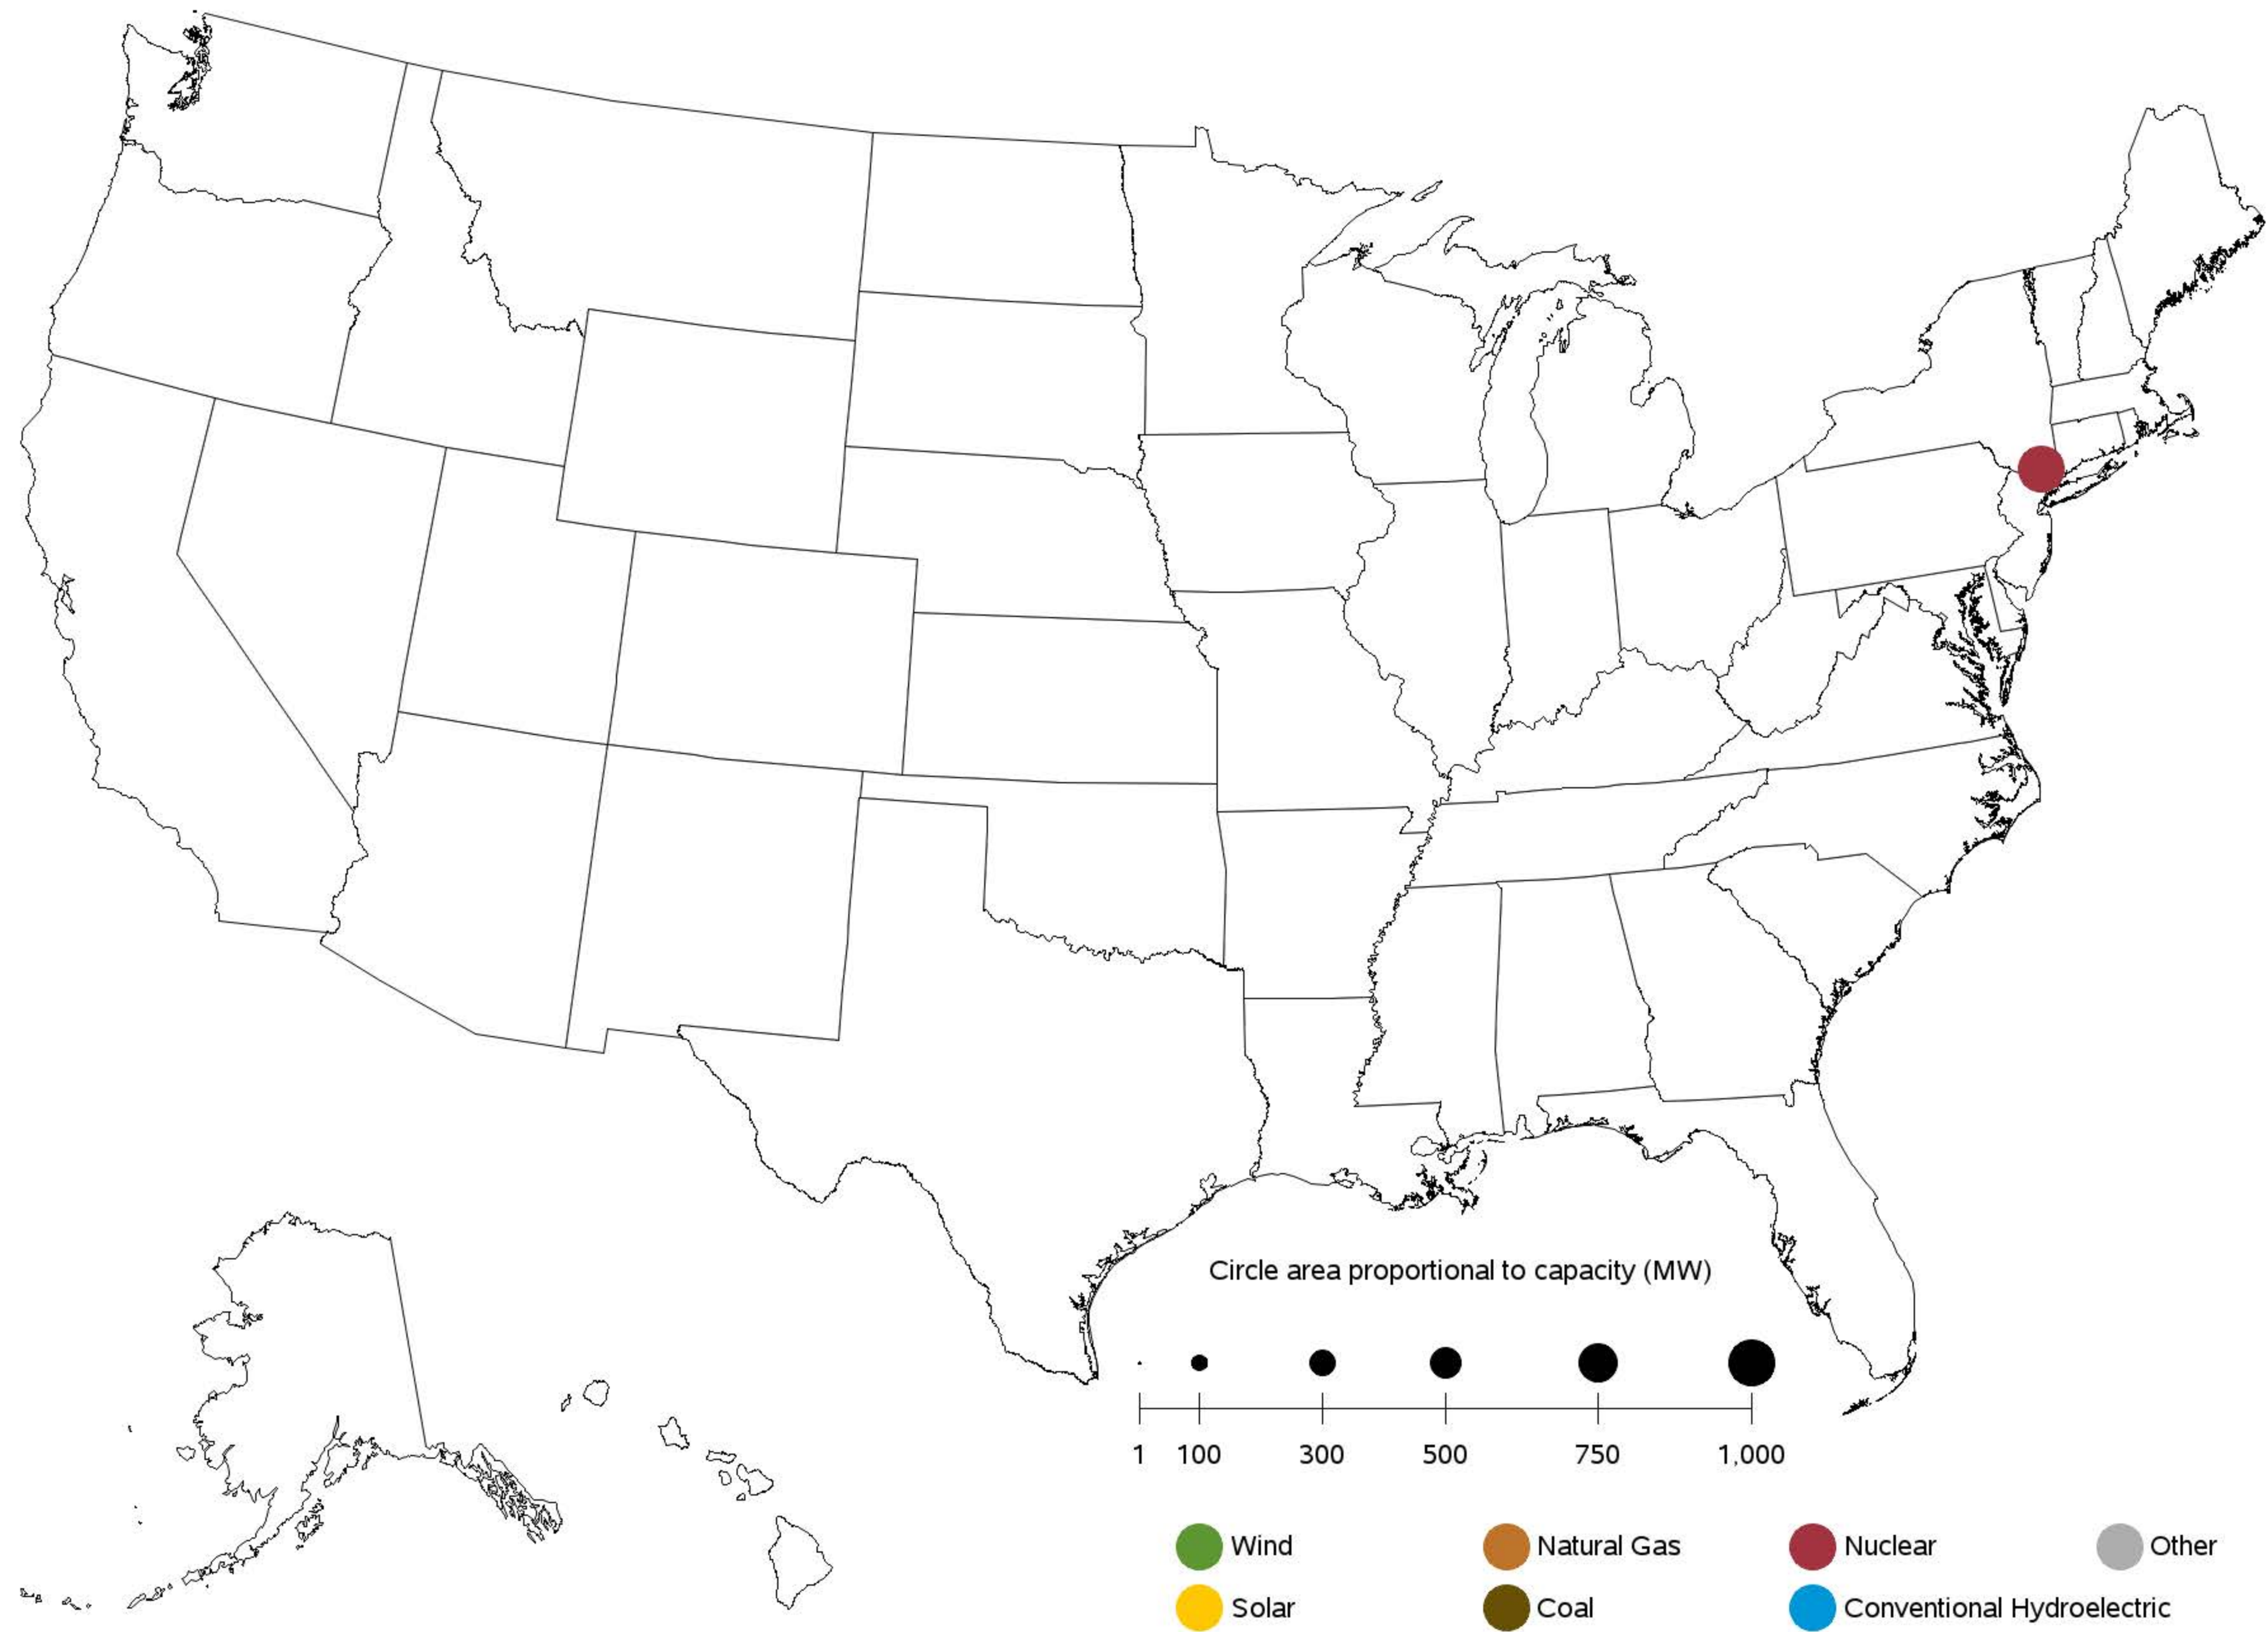 Circle area proportional to capacity (MW)
1 100 300 500 750 1,000
Wind Natural Gas Nuclear Other
Solar Coal Conventional Hydroelectric